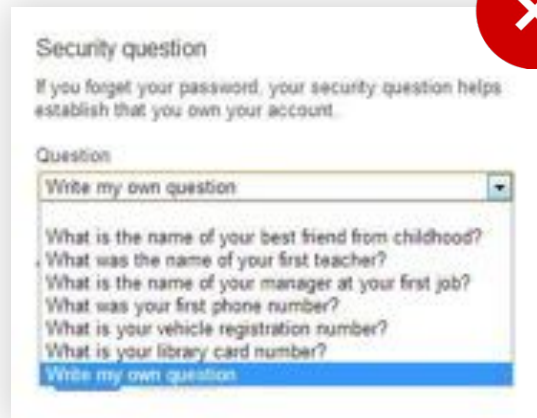 Security question
If you forget your password, your security question helps
establish that you own your account.
Question
Write my own question
What is the name of your best friend from childhood?
What was the name of your first teacher?
What is the name of your manager at your first job?
What was your first phone number?
What is your vehicle registration number?
What is your library card number?
Write my own question